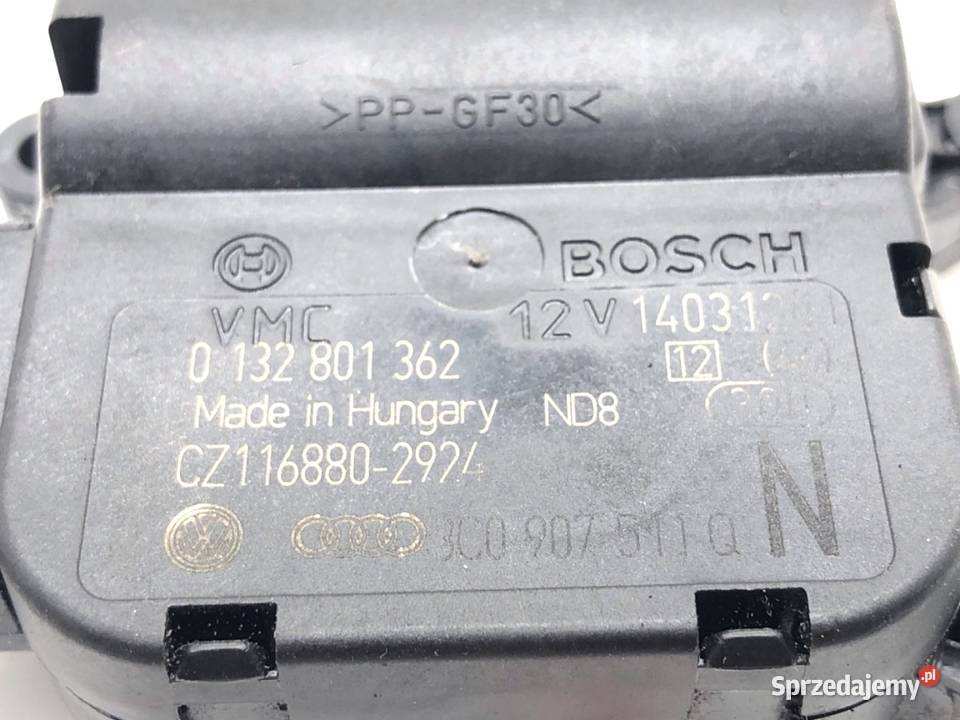 >PP-GF30<
BOSCH
VMC 12V 14031
0 132 801 362 12
Made in Hungary ND8
CZ116880-2924
3C0 907 511 Q N
Sprzedajemy.pl